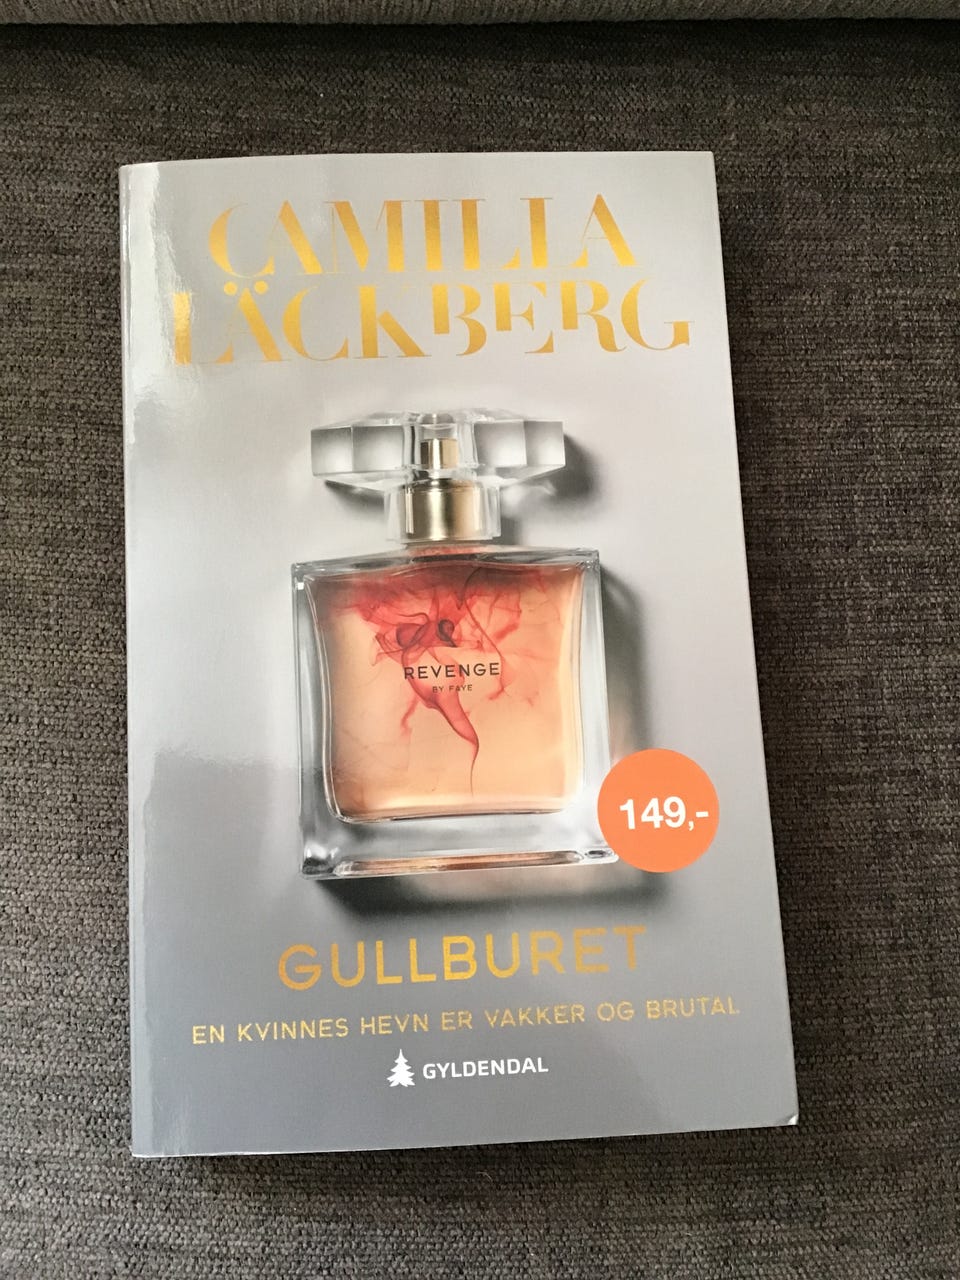 CAMILLA
LÄCKBERG
REVENGE
BY FAYE
149,-
GULLBURET
EN KVINNES HEVN ER VAKKER OG BRUTAL
GYLDENDAL